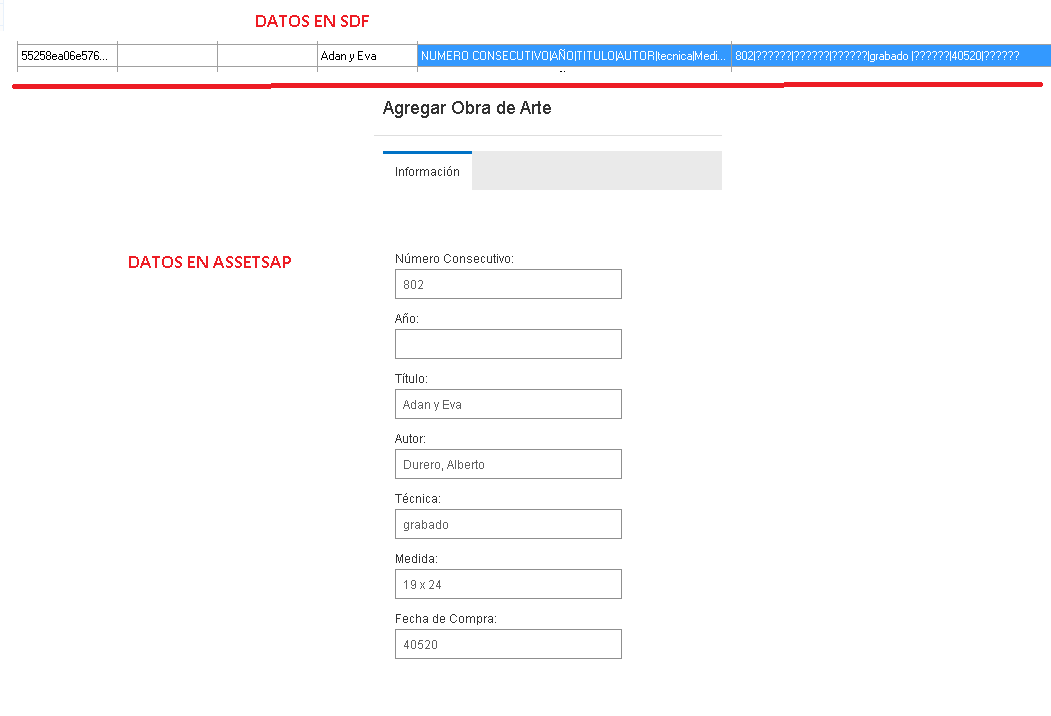 DATOS EN SDF
55258ea06e576... Adan y Eva NUMERO CONSECUTIVO|AÑO|TITULO|AUTOR|tecnica|Medi... 802|??????|??????|??????|grabado |??????|40520|??????
Agregar Obra de Arte
Información
DATOS EN ASSETSAP
Número Consecutivo:
802
Año:
Título:
Adan y Eva
Autor:
Durero, Alberto
Técnica:
grabado
Medida:
19 x 24
Fecha de Compra:
40520